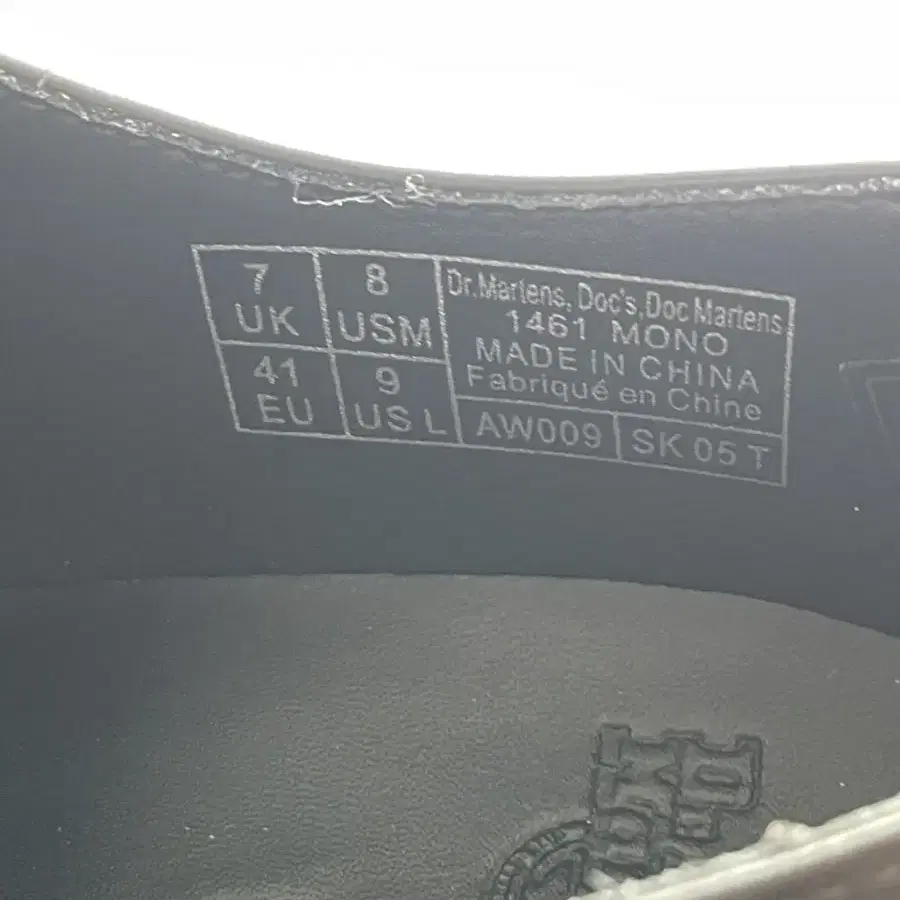 7 UK
8 USM
41 EU
9 US L
Dr.Martens, Doc's, Doc Martens
1461 MONO
MADE IN CHINA
Fabriqué en Chine
AW009
SK 05 T